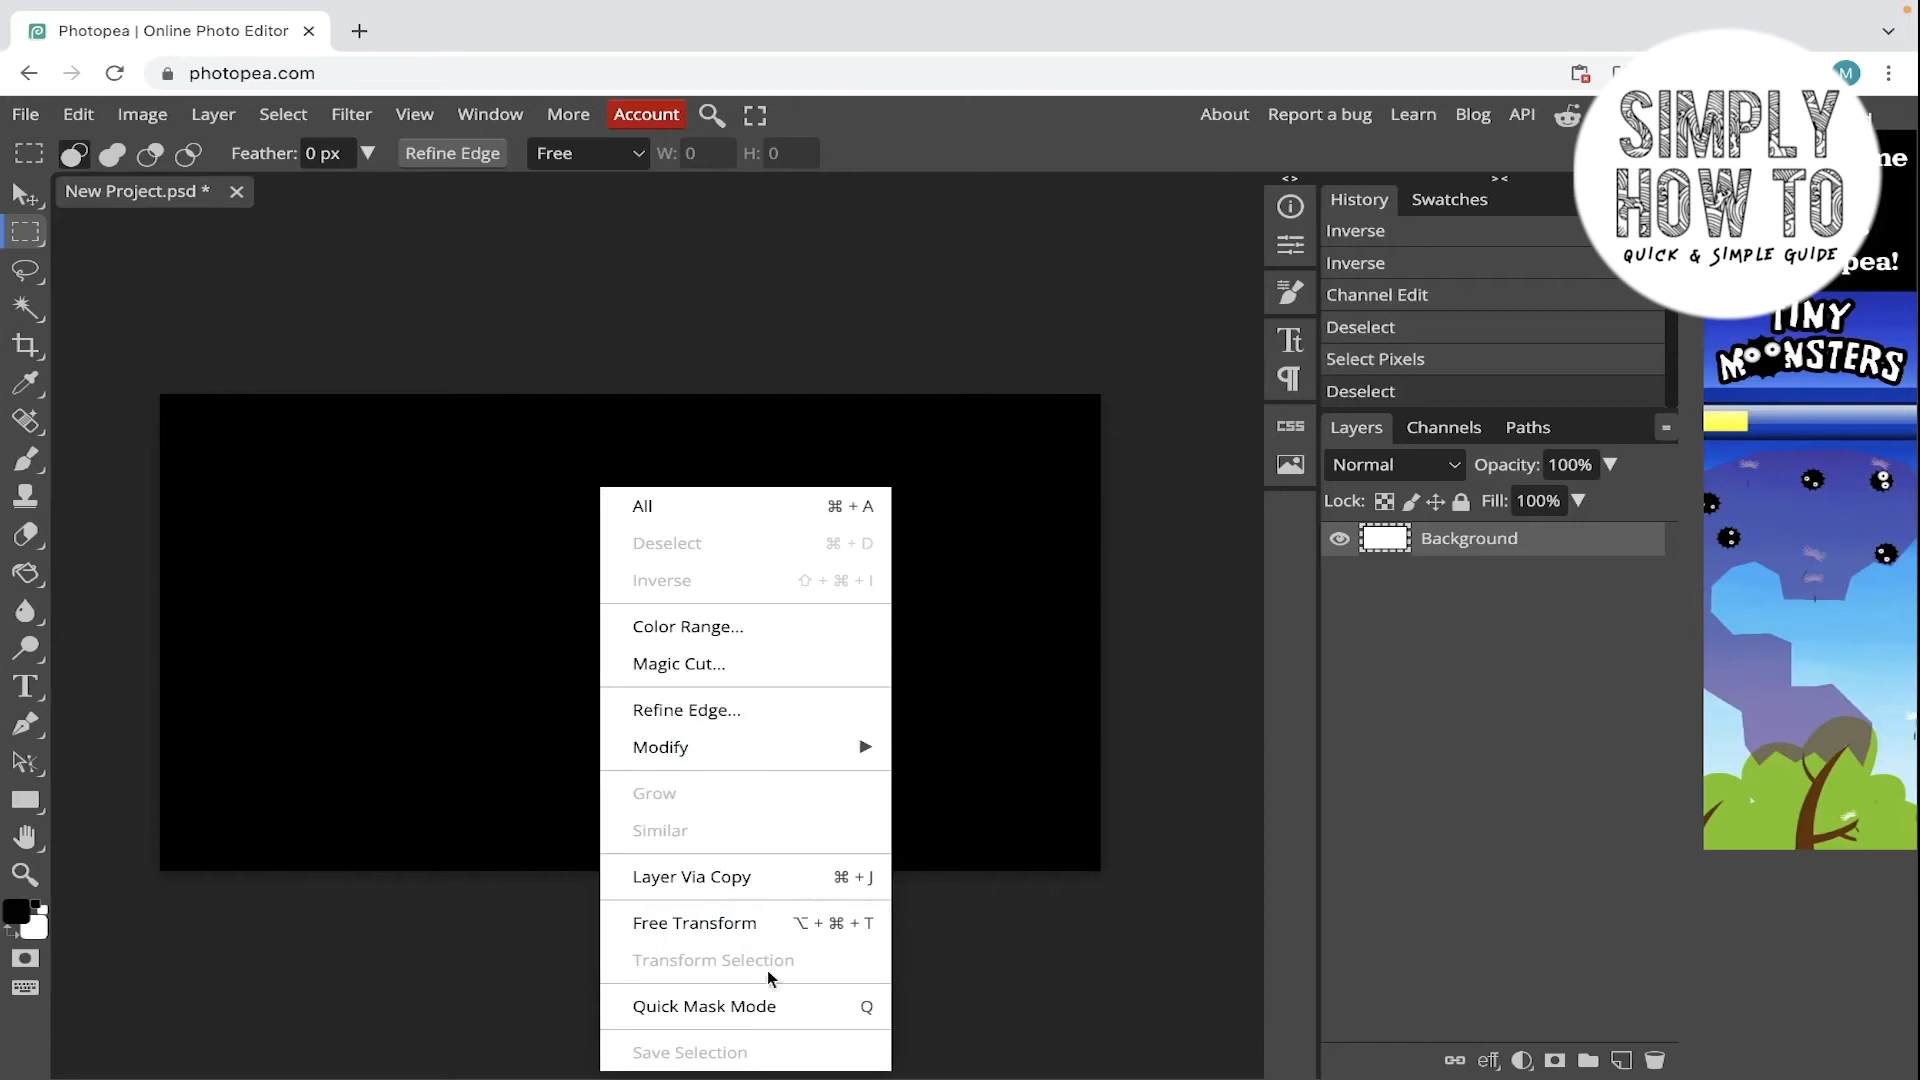 Photopea | Online Photo Editor
photopea.com
M
File Edit Image Layer Select Filter View Window More Account
About Report a bug Learn Blog API
Feather: 0 px Refine Edge Free W: 0 H: 0
New Project.psd *
SIMPLY
HOW TO
QUICK & SIMPLE GUIDE
me
pea!
TINY
MOONSTERS
History Swatches
Inverse
Inverse
Channel Edit
Deselect
Select Pixels
Deselect
CSS
Layers Channels Paths
Normal Opacity: 100%
Lock: Fill: 100%
Background
All ⌘ + A
Deselect ⌘ + D
Inverse ⇧ + ⌘ + I
Color Range...
Magic Cut...
Refine Edge...
Modify
Grow
Similar
Layer Via Copy ⌘ + J
Free Transform ⌥ + ⌘ + T
Transform Selection
Quick Mask Mode Q
Save Selection
eff